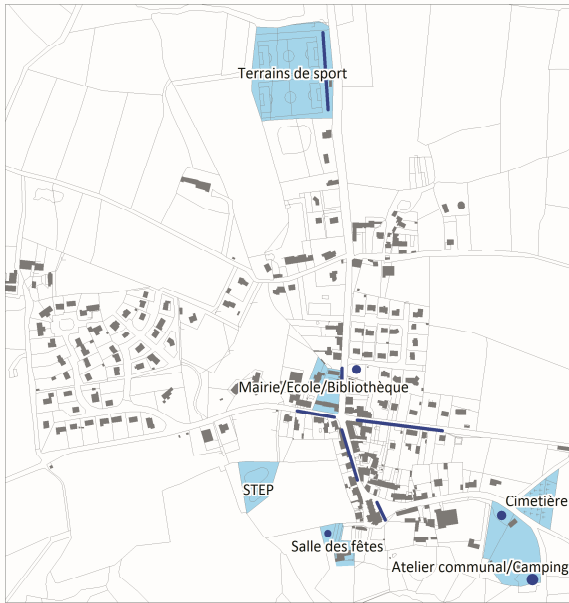 Terrains de sport
Mairie/Ecole/Bibliothèque
STEP
Cimetière
Salle des fêtes
Atelier communal/Camping